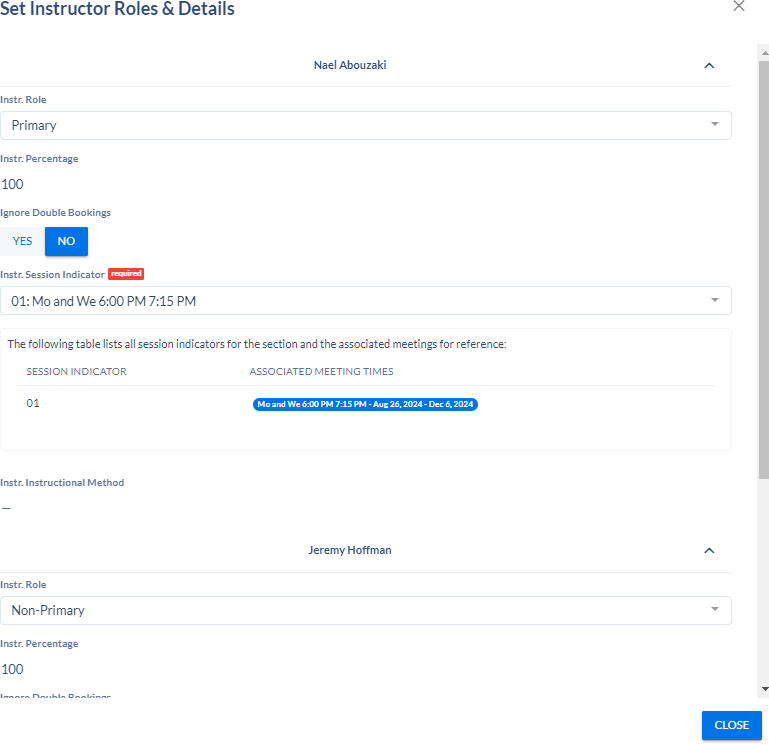 Set Instructor Roles & Details
Nael Abouzaki
Instr. Role
Primary
Instr. Percentage
100
Ignore Double Bookings
YES NO
Instr. Session Indicator required
01: Mo and We 6:00 PM 7:15 PM
The following table lists all session indicators for the section and the associated meetings for reference:
SESSION INDICATOR ASSOCIATED MEETING TIMES
01 Mo and We 6:00 PM 7:15 PM - Aug 26, 2024 - Dec 6, 2024
Instr. Instructional Method
—
Jeremy Hoffman
Instr. Role
Non-Primary
Instr. Percentage
100
Ignore Double Bookings
CLOSE